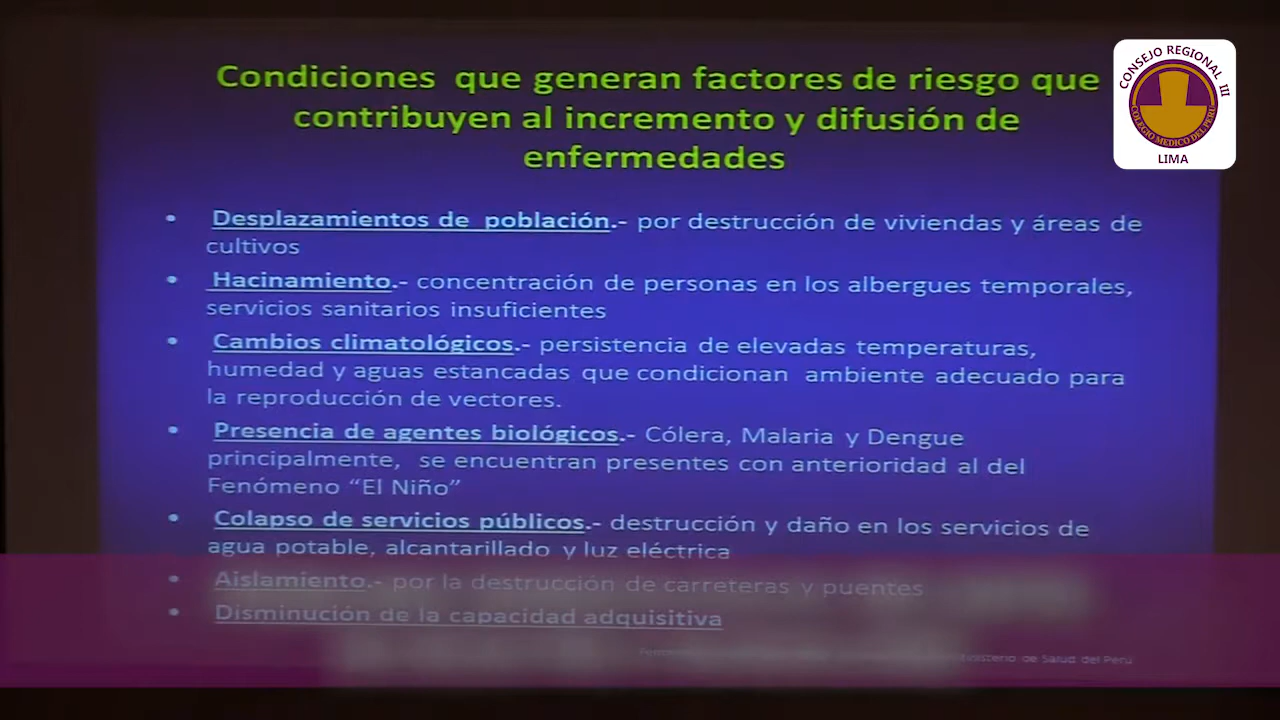 Condiciones que generan factores de riesgo que
contribuyen al incremento y difusión de
enfermedades
CONSEJO REGIONAL III
COLEGIO MEDICO DEL PERU
LIMA
• Desplazamientos de población.- por destrucción de viviendas y áreas de
cultivos
• Hacinamiento.- concentración de personas en los albergues temporales,
servicios sanitarios insuficientes
• Cambios climatológicos.- persistencia de elevadas temperaturas,
humedad y aguas estancadas que condicionan ambiente adecuado para
la reproducción de vectores.
• Presencia de agentes biológicos.- Cólera, Malaria y Dengue
principalmente, se encuentran presentes con anterioridad al del
Fenómeno “El Niño”
• Colapso de servicios públicos.- destrucción y daño en los servicios de
agua potable, alcantarillado y luz eléctrica
• Aislamiento.- por la destrucción de carreteras y puentes
• Disminución de la capacidad adquisitiva
Ministerio de Salud del Perú